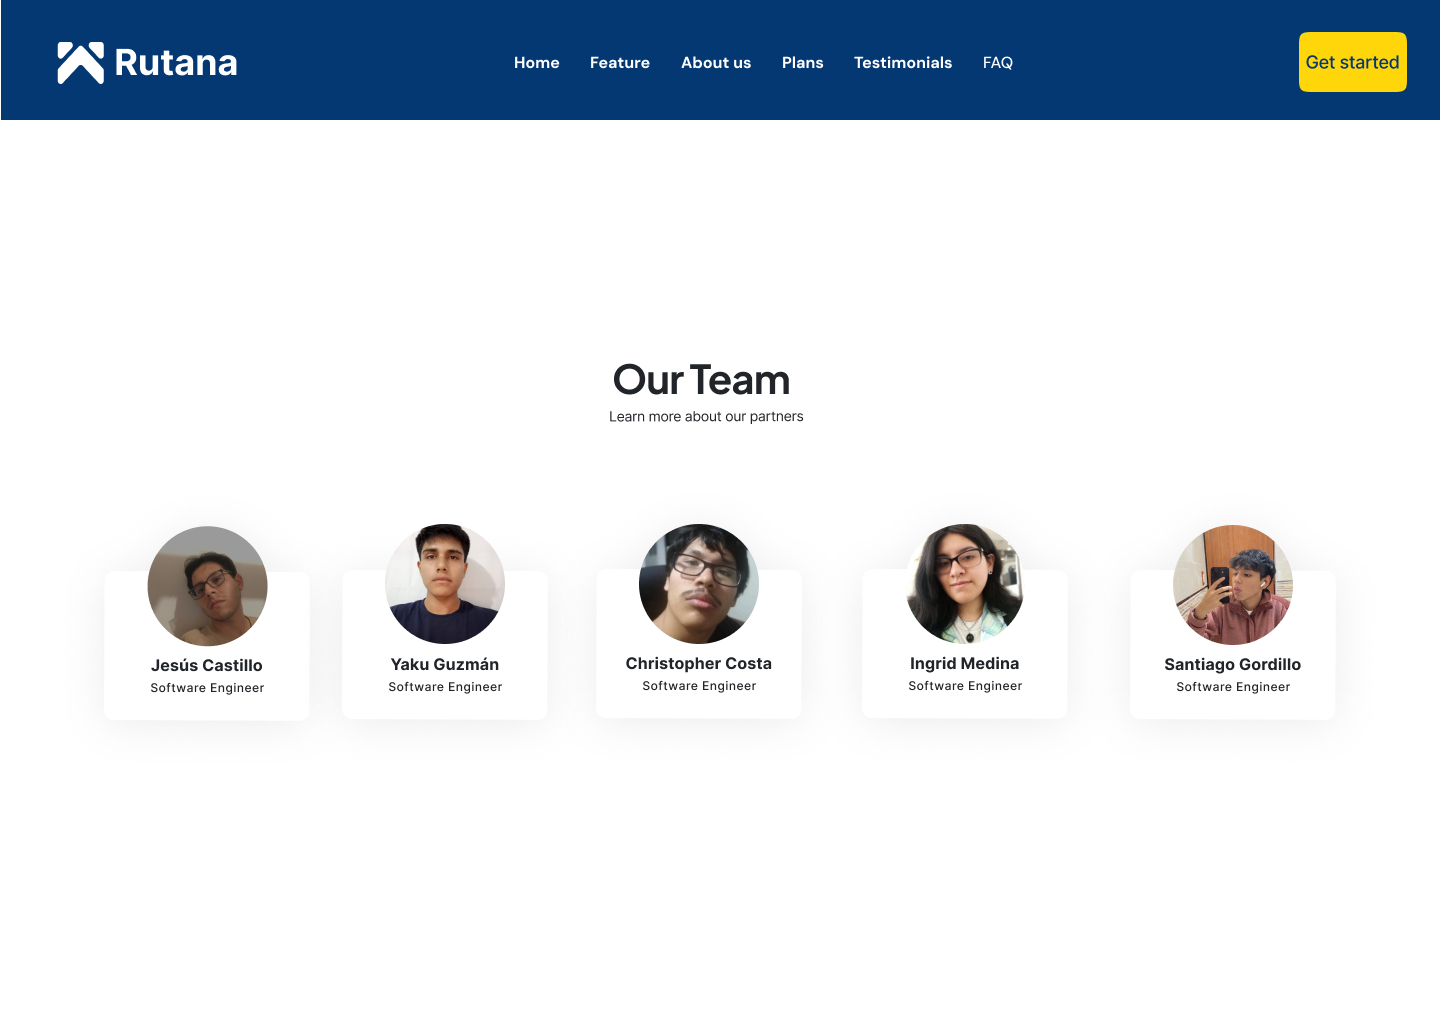 Rutana
Home Feature About us Plans Testimonials FAQ
Get started
Our Team
Learn more about our partners
Jesús Castillo
Software Engineer
Yaku Guzmán
Software Engineer
Christopher Costa
Software Engineer
Ingrid Medina
Software Engineer
Santiago Gordillo
Software Engineer